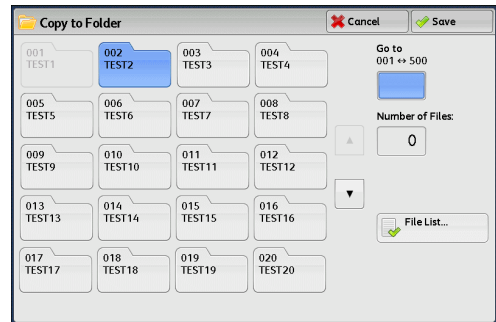 Copy to Folder
Cancel
Save
001
TEST1
002
TEST2
003
TEST3
004
TEST4
Go to
001 ↔ 500
005
TEST5
006
TEST6
007
TEST7
008
TEST8
Number of Files:
0
009
TEST9
010
TEST10
011
TEST11
012
TEST12
013
TEST13
014
TEST14
015
TEST15
016
TEST16
File List...
017
TEST17
018
TEST18
019
TEST19
020
TEST20